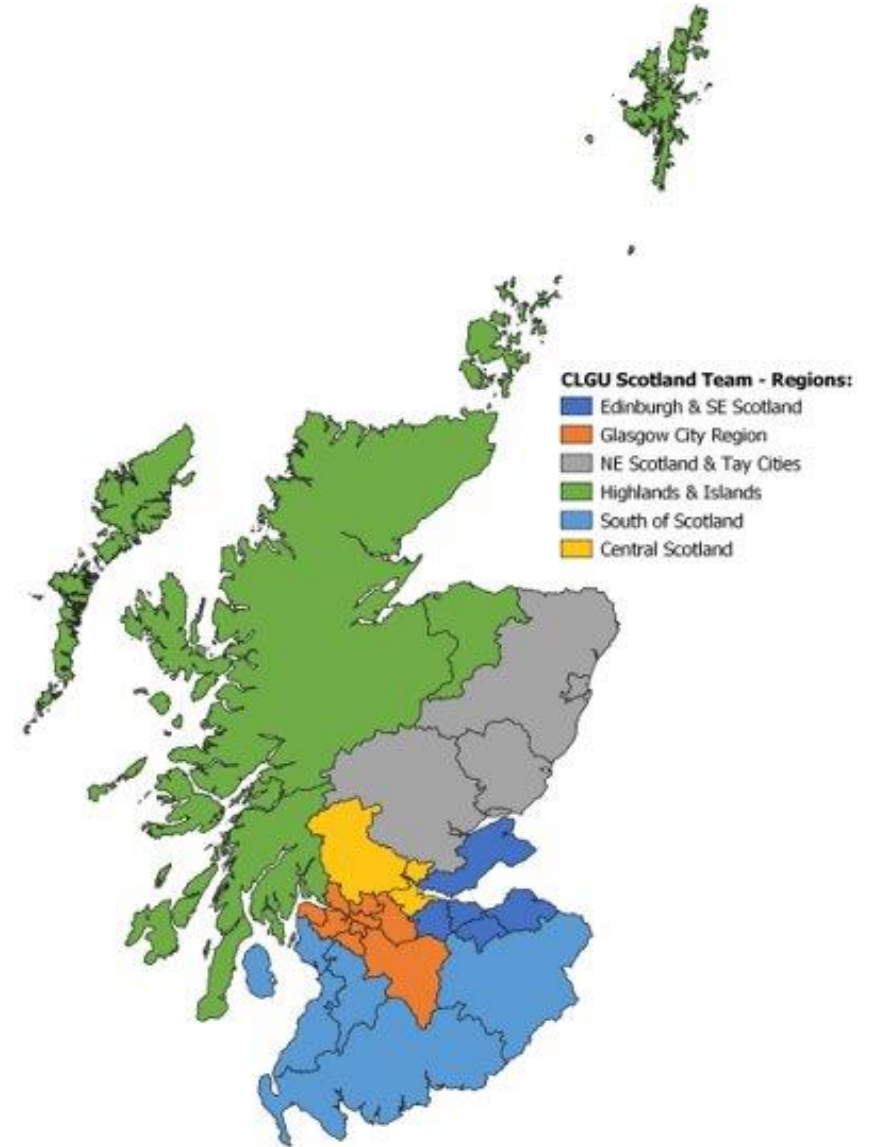 CLGU Scotland Team - Regions:
Edinburgh & SE Scotland
Glasgow City Region
NE Scotland & Tay Cities
Highlands & Islands
South of Scotland
Central Scotland